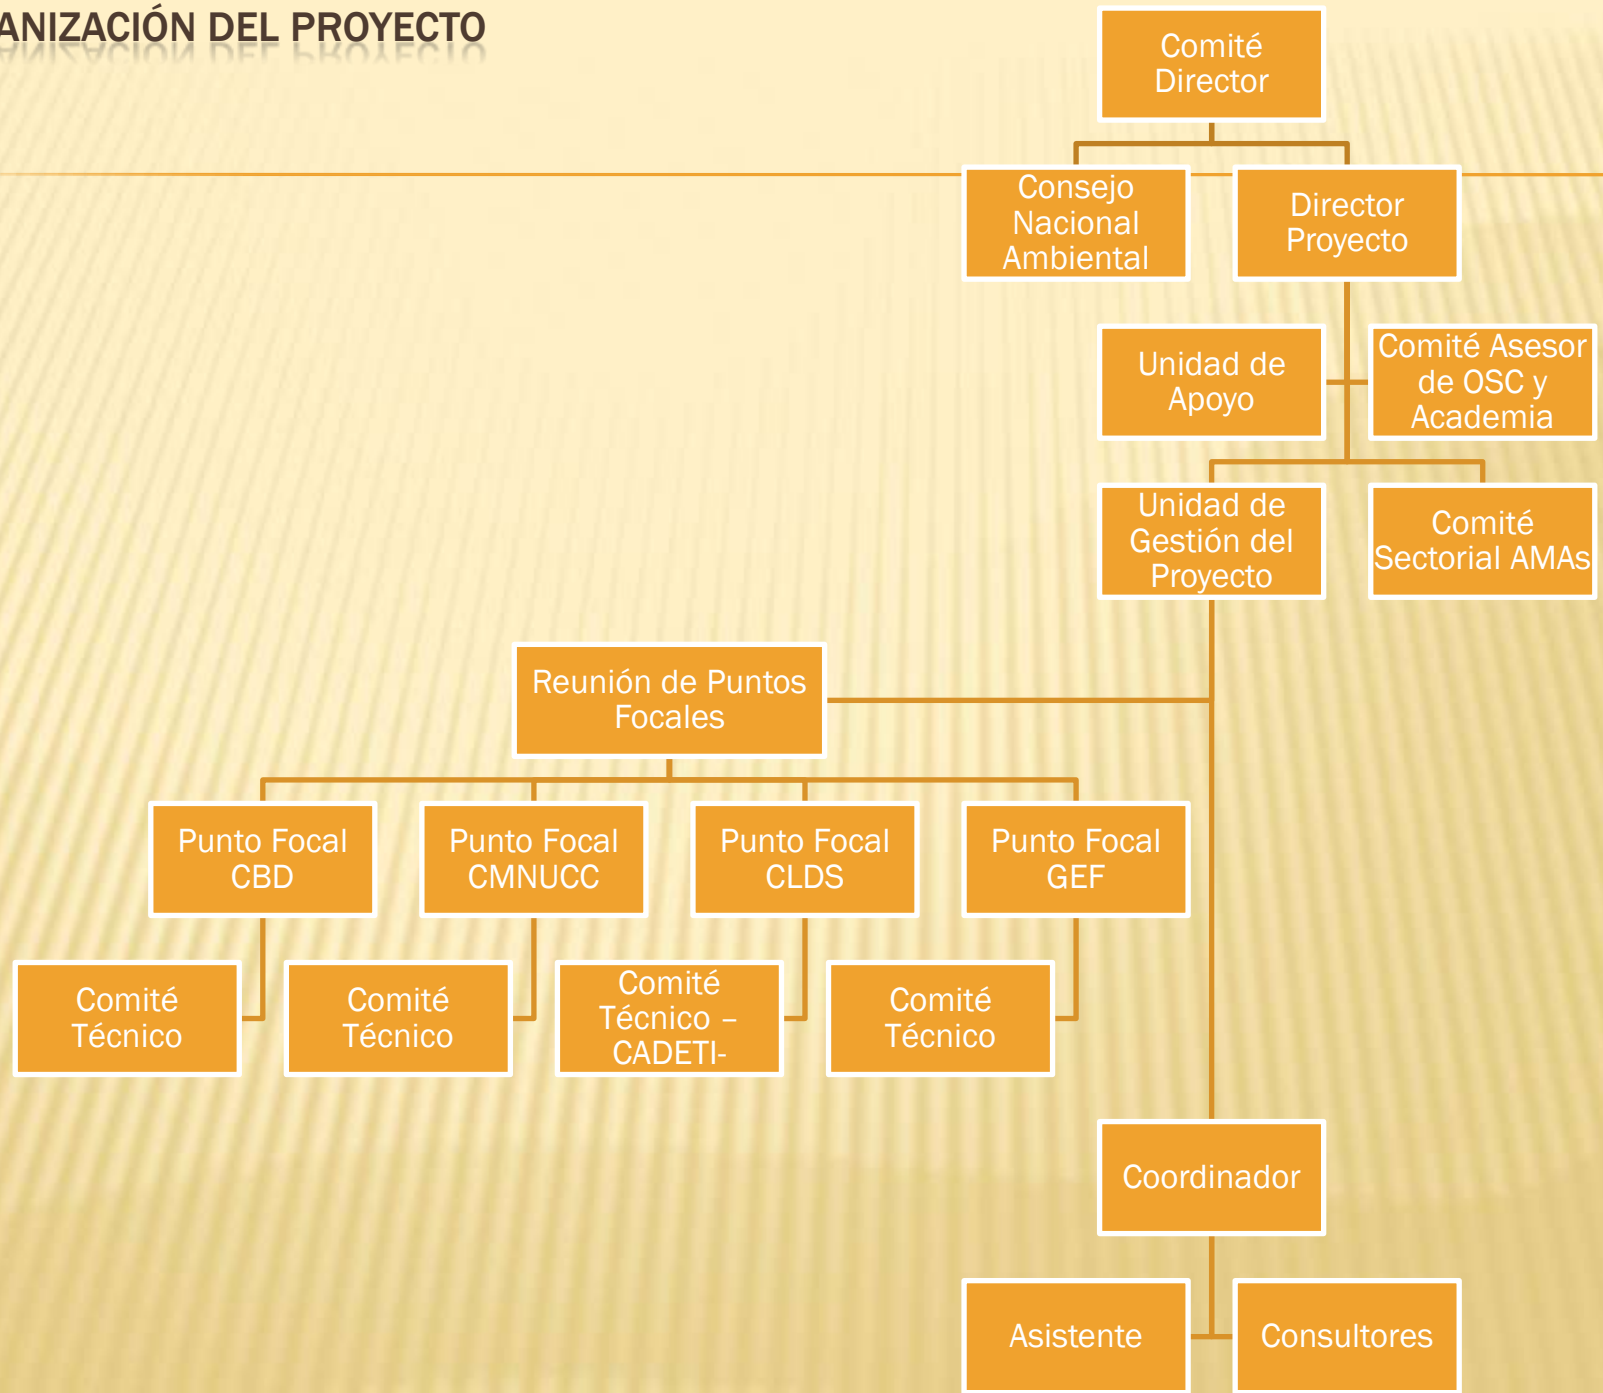 ANIZACIÓN DEL PROYECTO
Comité
Director
Consejo
Nacional
Ambiental
Director
Proyecto
Unidad de
Apoyo
Comité Asesor
de OSC y
Academia
Unidad de
Gestión del
Proyecto
Comité
Sectorial AMAs
Reunión de Puntos
Focales
Punto Focal
CBD
Punto Focal
CMNUCC
Punto Focal
CLDS
Punto Focal
GEF
Comité
Técnico
Comité
Técnico
Comité
Técnico –
CADETI-
Comité
Técnico
Coordinador
Asistente
Consultores